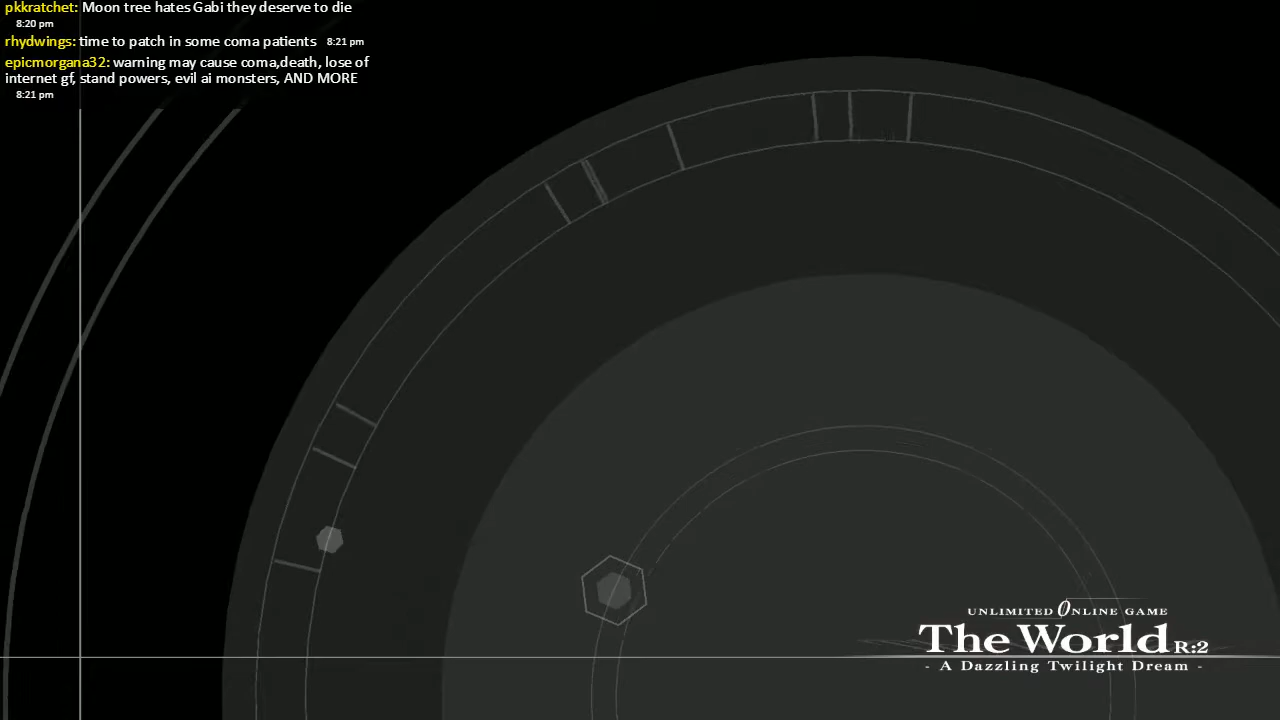 pkkratchet: Moon tree hates Gabi they deserve to die
8:20 pm
rhydwings: time to patch in some coma patients 8:21 pm
epicmorgana32: warning may cause coma,death, lose of
internet gf, stand powers, evil ai monsters, AND MORE
8:21 pm
UNLIMITED ONLINE GAME
The World R:2
- A Dazzling Twilight Dream -